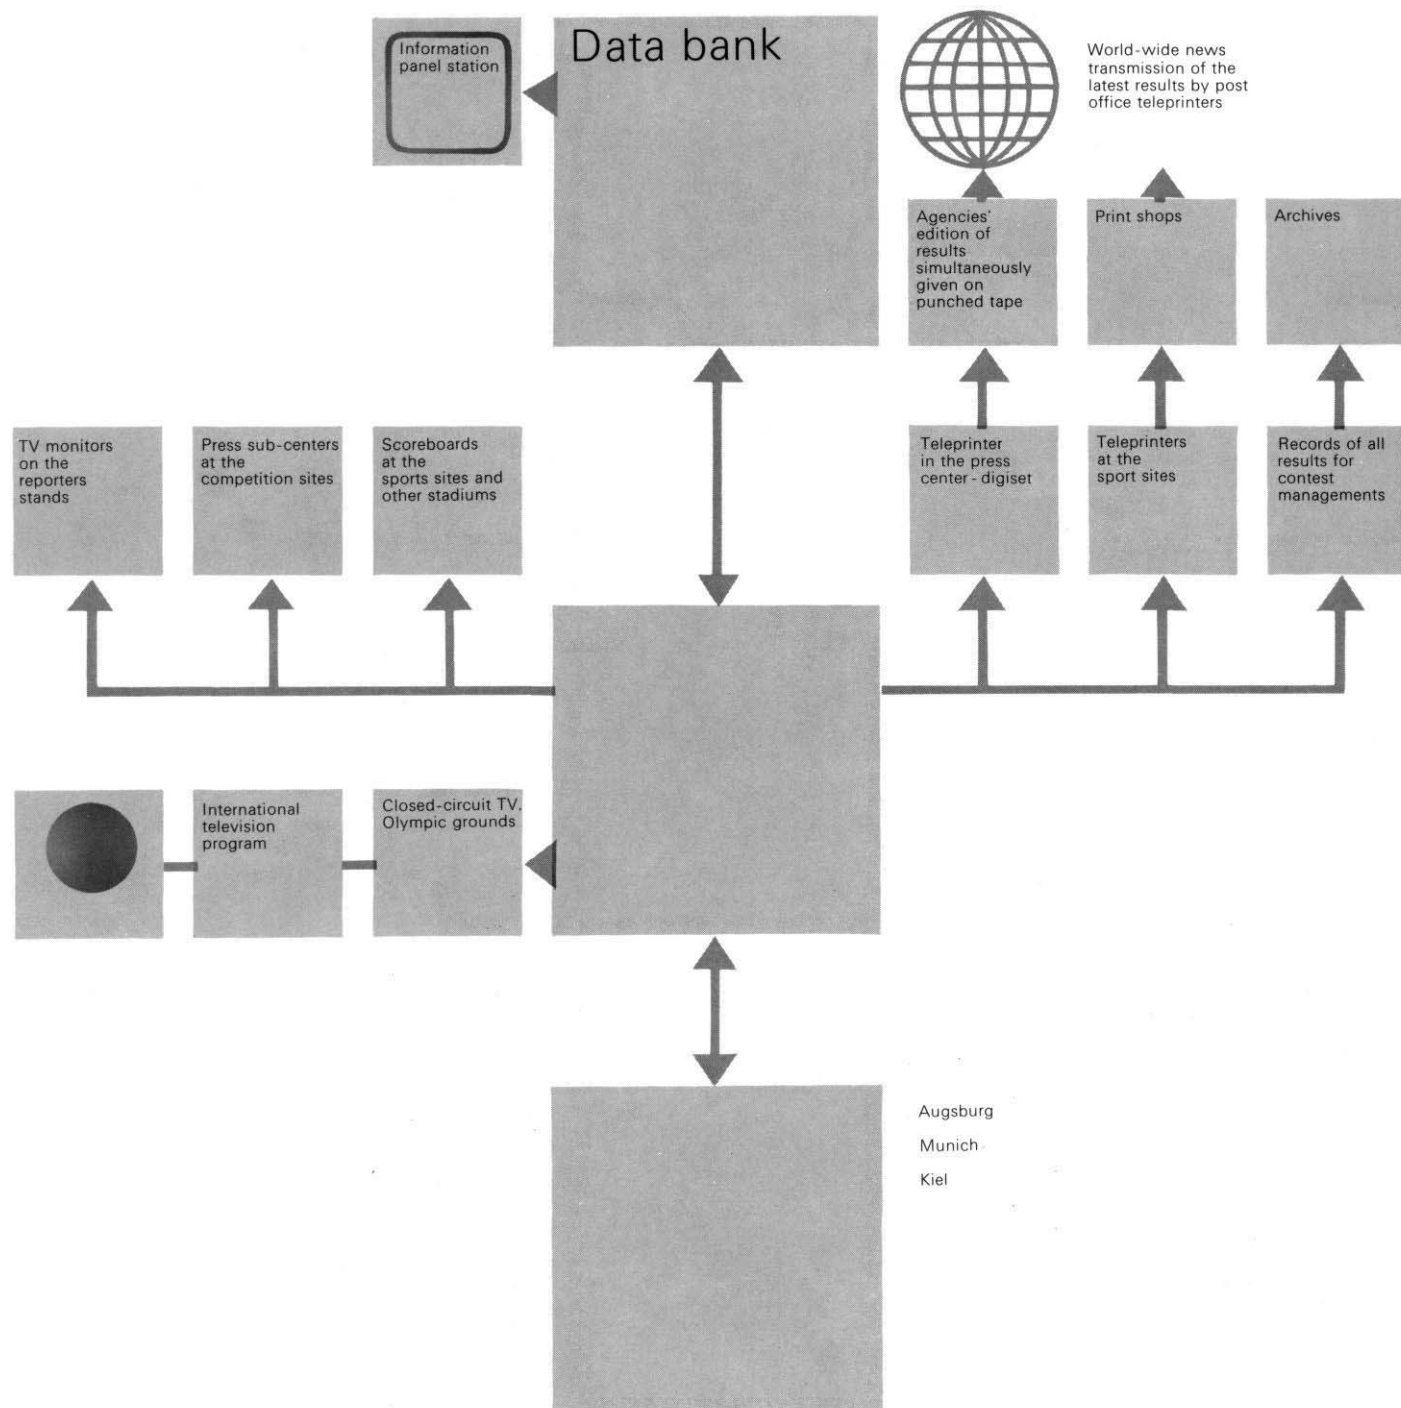 Information
panel station
Data bank
World-wide news
transmission of the
latest results by post
office teleprinters
Agencies'
edition of
results
simultaneously
given on
punched tape
Print shops
Archives
TV monitors
on the
reporters
stands
Press sub-centers
at the
competition sites
Scoreboards
at the
sports sites and
other stadiums
Teleprinter
in the press
center - digiset
Teleprinters
at the
sport sites
Records of all
results for
contest
managements
International
television
program
Closed-circuit TV.
Olympic grounds
Augsburg
Munich
Kiel